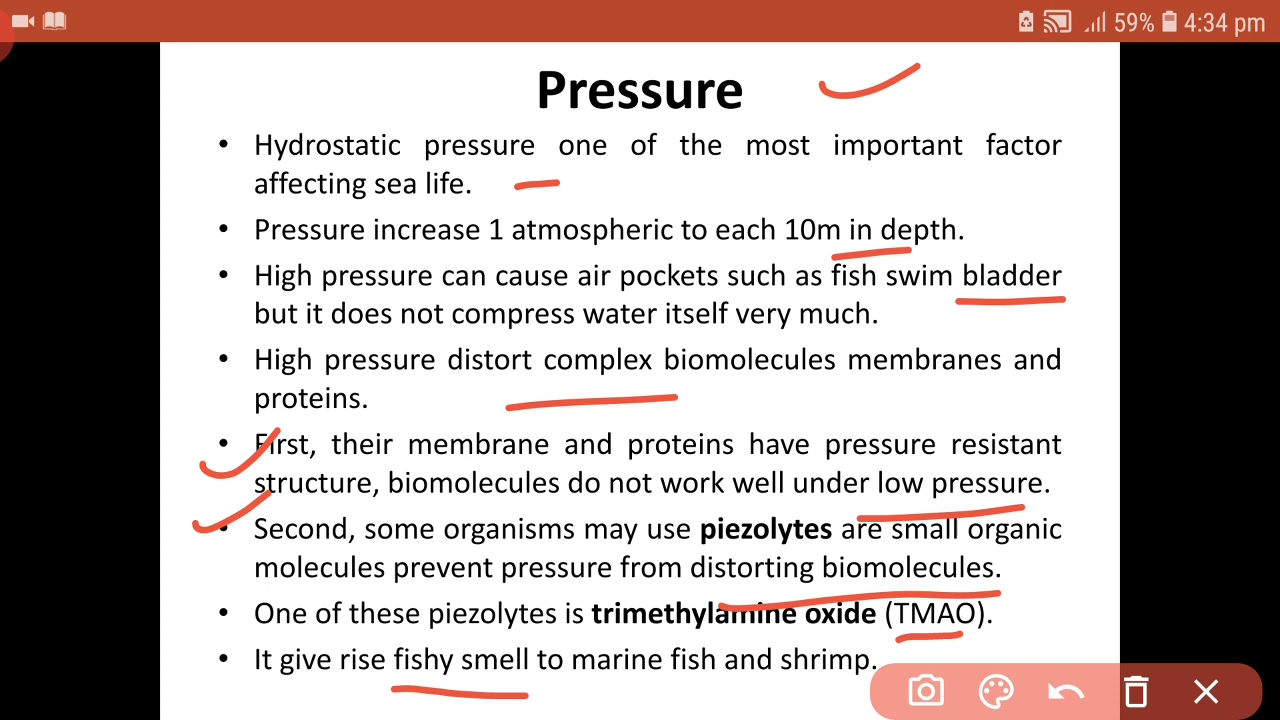 59% 4:34 pm
Pressure
• Hydrostatic pressure one of the most important factor
affecting sea life.
• Pressure increase 1 atmospheric to each 10m in depth.
• High pressure can cause air pockets such as fish swim bladder
but it does not compress water itself very much.
• High pressure distort complex biomolecules membranes and
proteins.
• First, their membrane and proteins have pressure resistant
structure, biomolecules do not work well under low pressure.
• Second, some organisms may use piezolytes are small organic
molecules prevent pressure from distorting biomolecules.
• One of these piezolytes is trimethylamine oxide (TMAO).
• It give rise fishy smell to marine fish and shrimp.